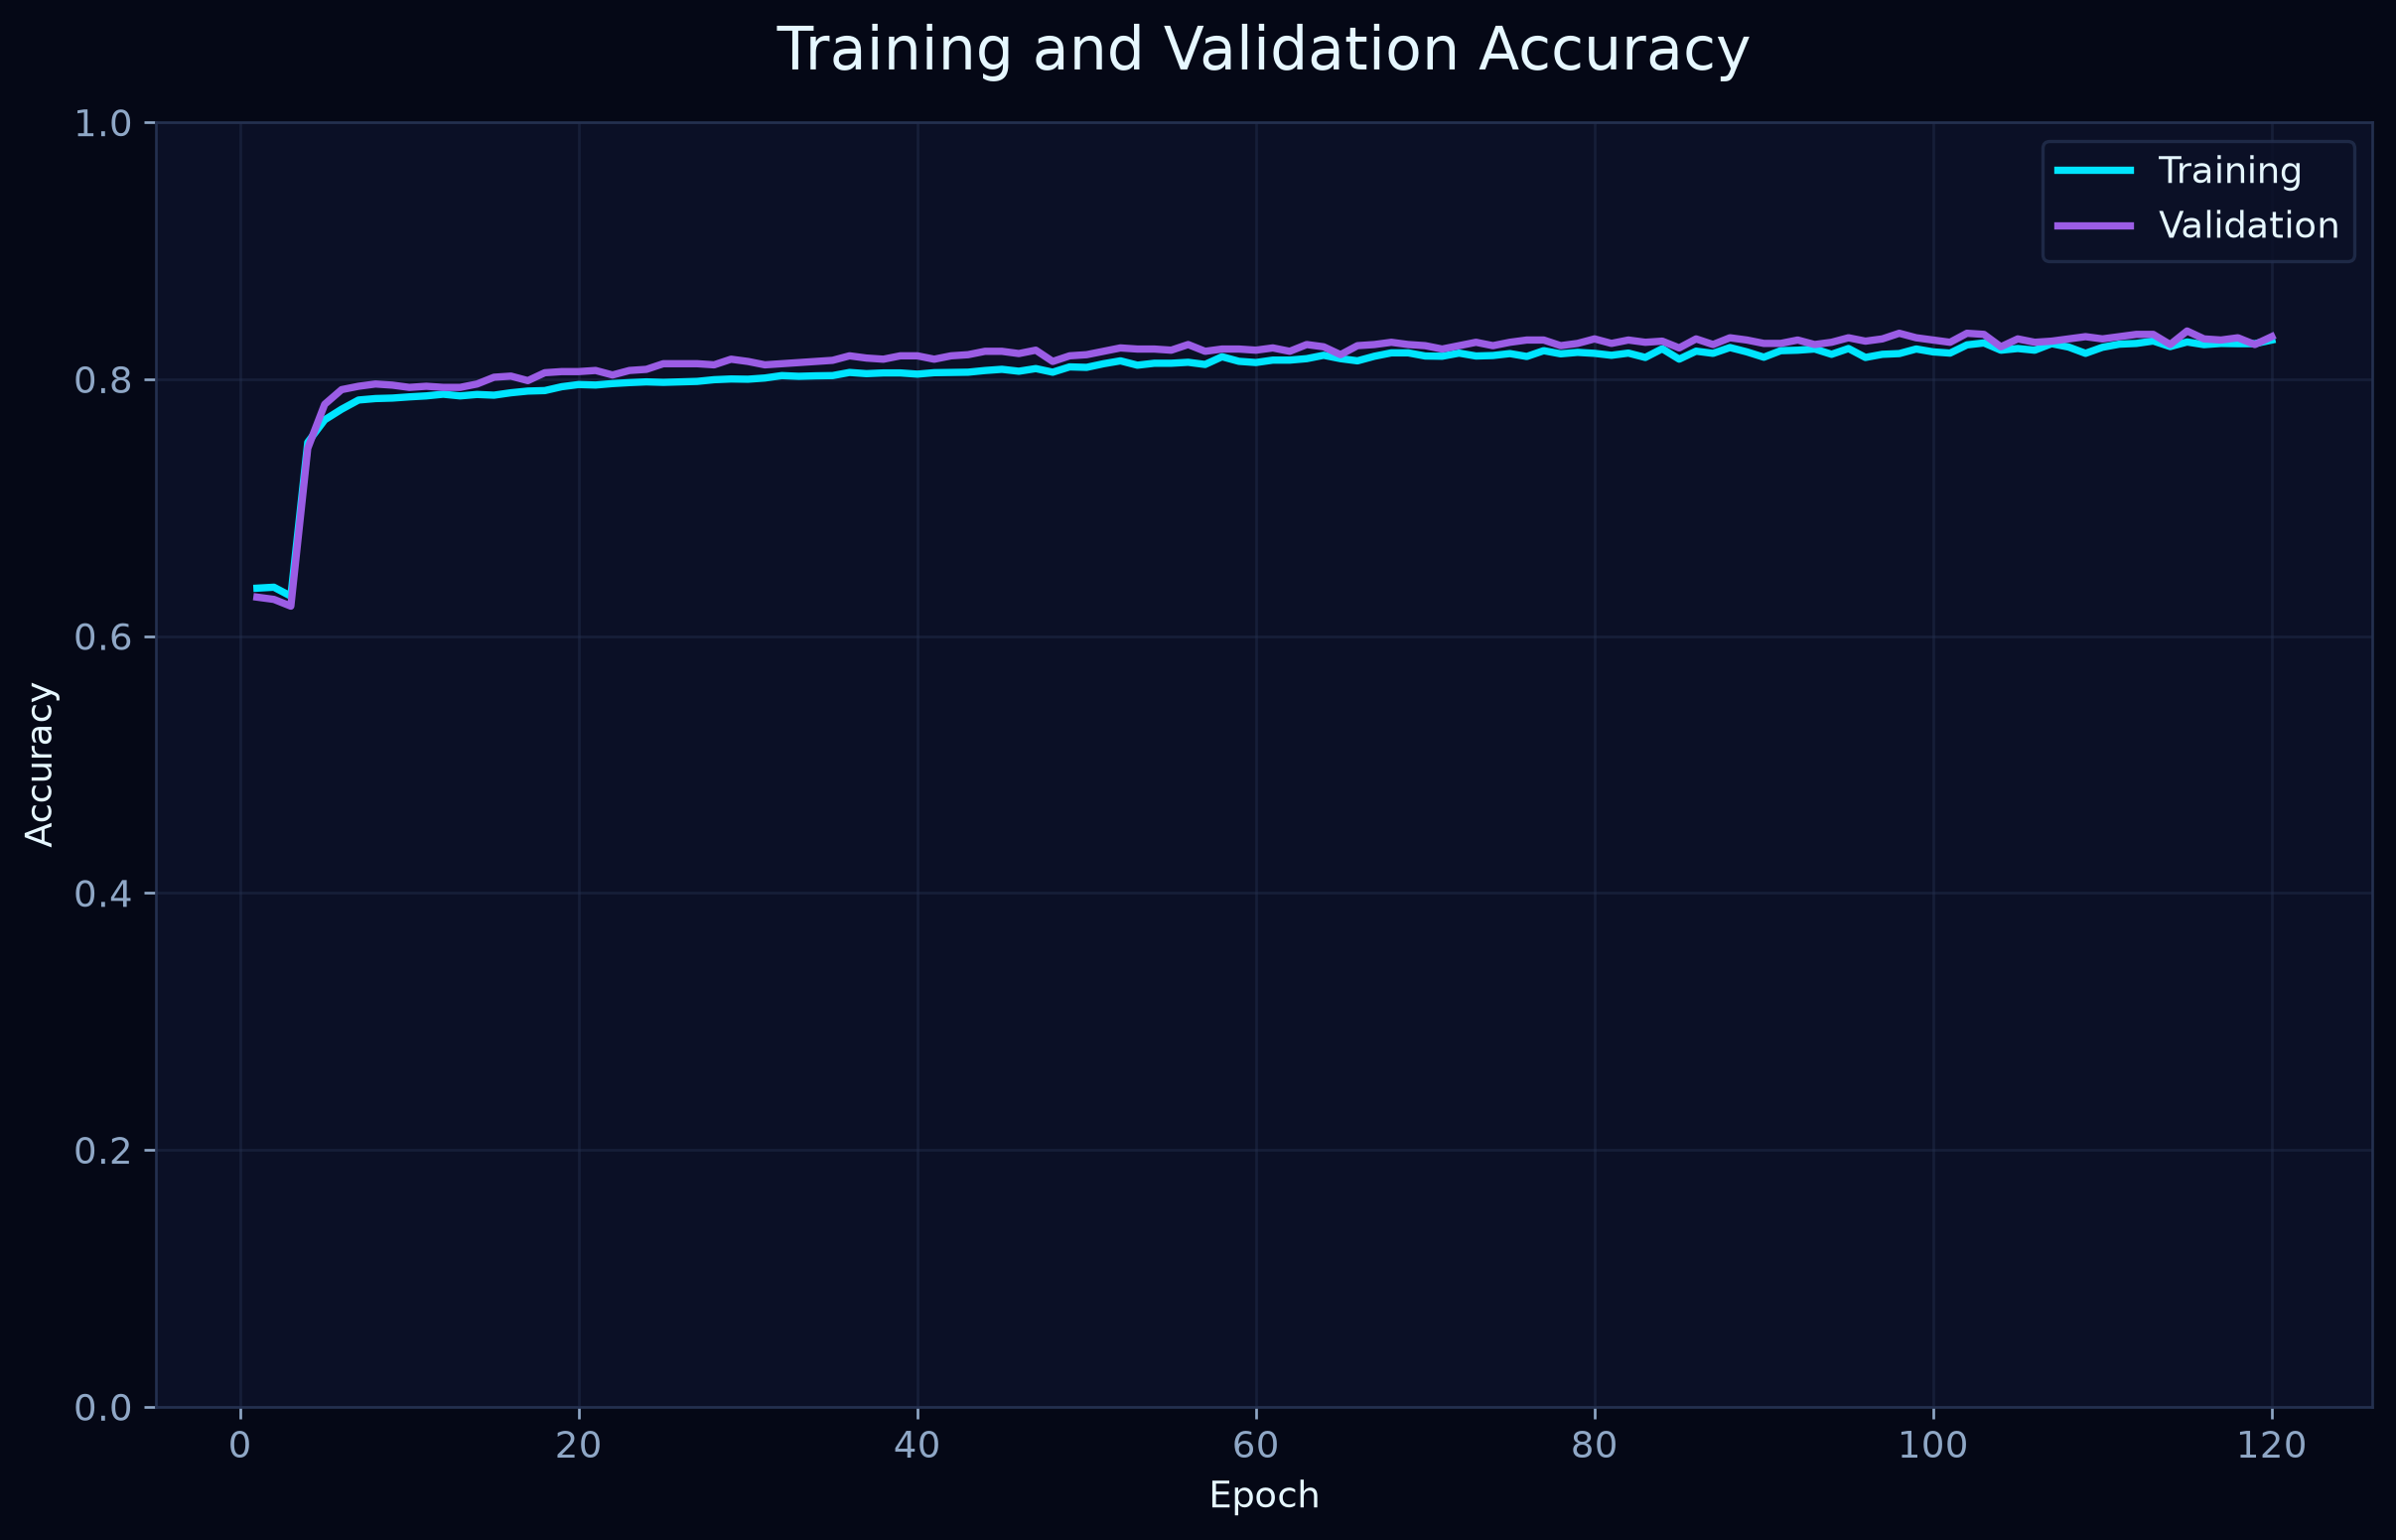 Training and Validation Accuracy
1.0
0.8
0.6
0.4
0.2
0.0
Accuracy
Training
Validation
0 20 40 60 80 100 120
Epoch